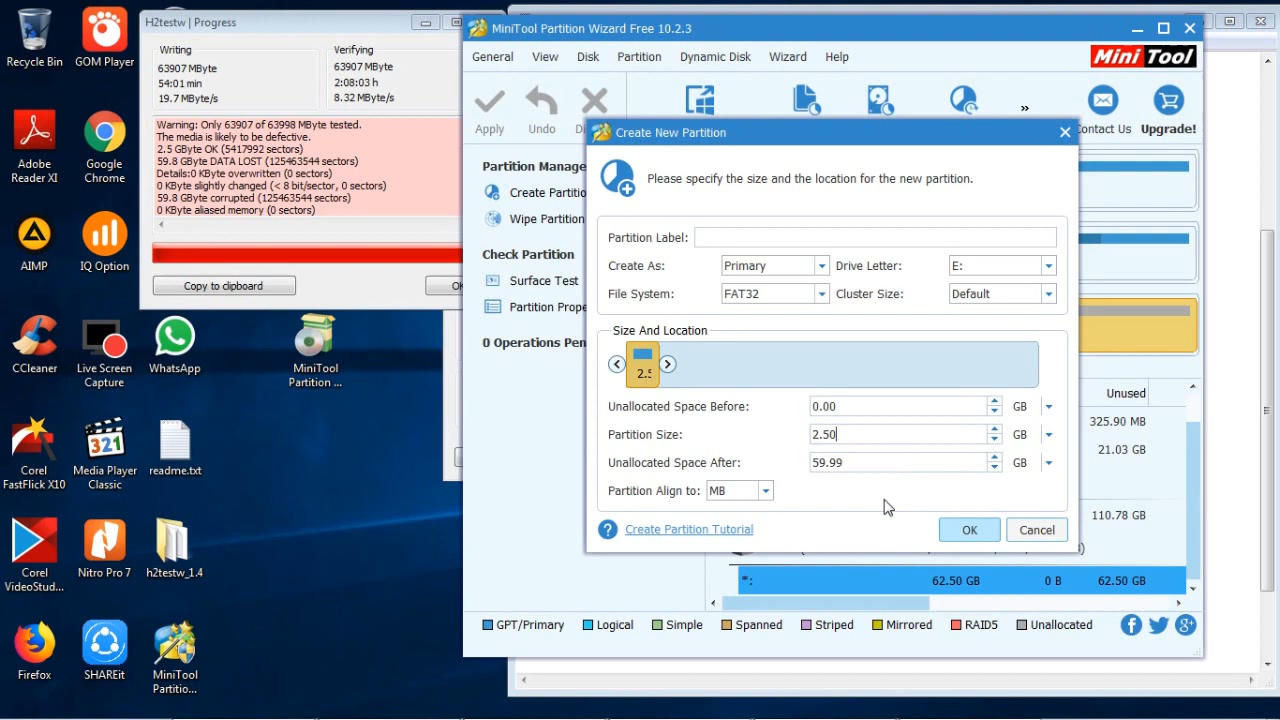 Recycle Bin
GOM Player
Adobe
Reader XI
Google
Chrome
AIMP
IQ Option
CCleaner
Live Screen
Capture
WhatsApp
MiniTool
Partition ...
Corel
FastFlick X10
Media Player
Classic
readme.txt
Corel
VideoStud...
Nitro Pro 7
h2testw_1.4
Firefox
SHAREit
MiniTool
Partitio...
H2testw | Progress
Writing
63907 MByte
54:01 min
19.7 MByte/s
Verifying
63907 MByte
2:08:03 h
8.32 MByte/s
Warning: Only 63907 of 63998 MByte tested.
The media is likely to be defective.
2.5 GByte OK (5417992 sectors)
59.8 GByte DATA LOST (125463544 sectors)
Details:0 KByte overwritten (0 sectors)
0 KByte slightly changed (< 8 bit/sector, 0 sectors)
59.8 GByte corrupted (125463544 sectors)
0 KByte aliased memory (0 sectors)
Copy to clipboard
MiniTool Partition Wizard Free 10.2.3
General View Disk Partition Dynamic Disk Wizard Help
Mini Tool
Apply Undo Di
»
ontact Us Upgrade!
Partition Manage
Create Partitio
Wipe Partition
Check Partition
Surface Test
Partition Prope
0 Operations Pen
Create New Partition
Please specify the size and the location for the new partition.
Partition Label:
Create As: Primary Drive Letter: E:
File System: FAT32 Cluster Size: Default
Size And Location
2.5
Unallocated Space Before: 0.00 GB
Partition Size: 2.50 GB
Unallocated Space After: 59.99 GB
Partition Align to: MB
Create Partition Tutorial
OK Cancel
Unused
325.90 MB
21.03 GB
110.78 GB
*: 62.50 GB 0 B 62.50 GB
GPT/Primary Logical Simple Spanned Striped Mirrored RAID5 Unallocated